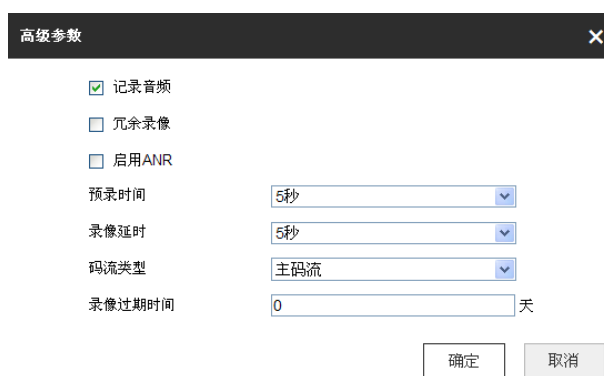 高级参数
记录音频
冗余录像
启用ANR
预录时间 5秒
录像延时 5秒
码流类型 主码流
录像过期时间 0 天
确定 取消